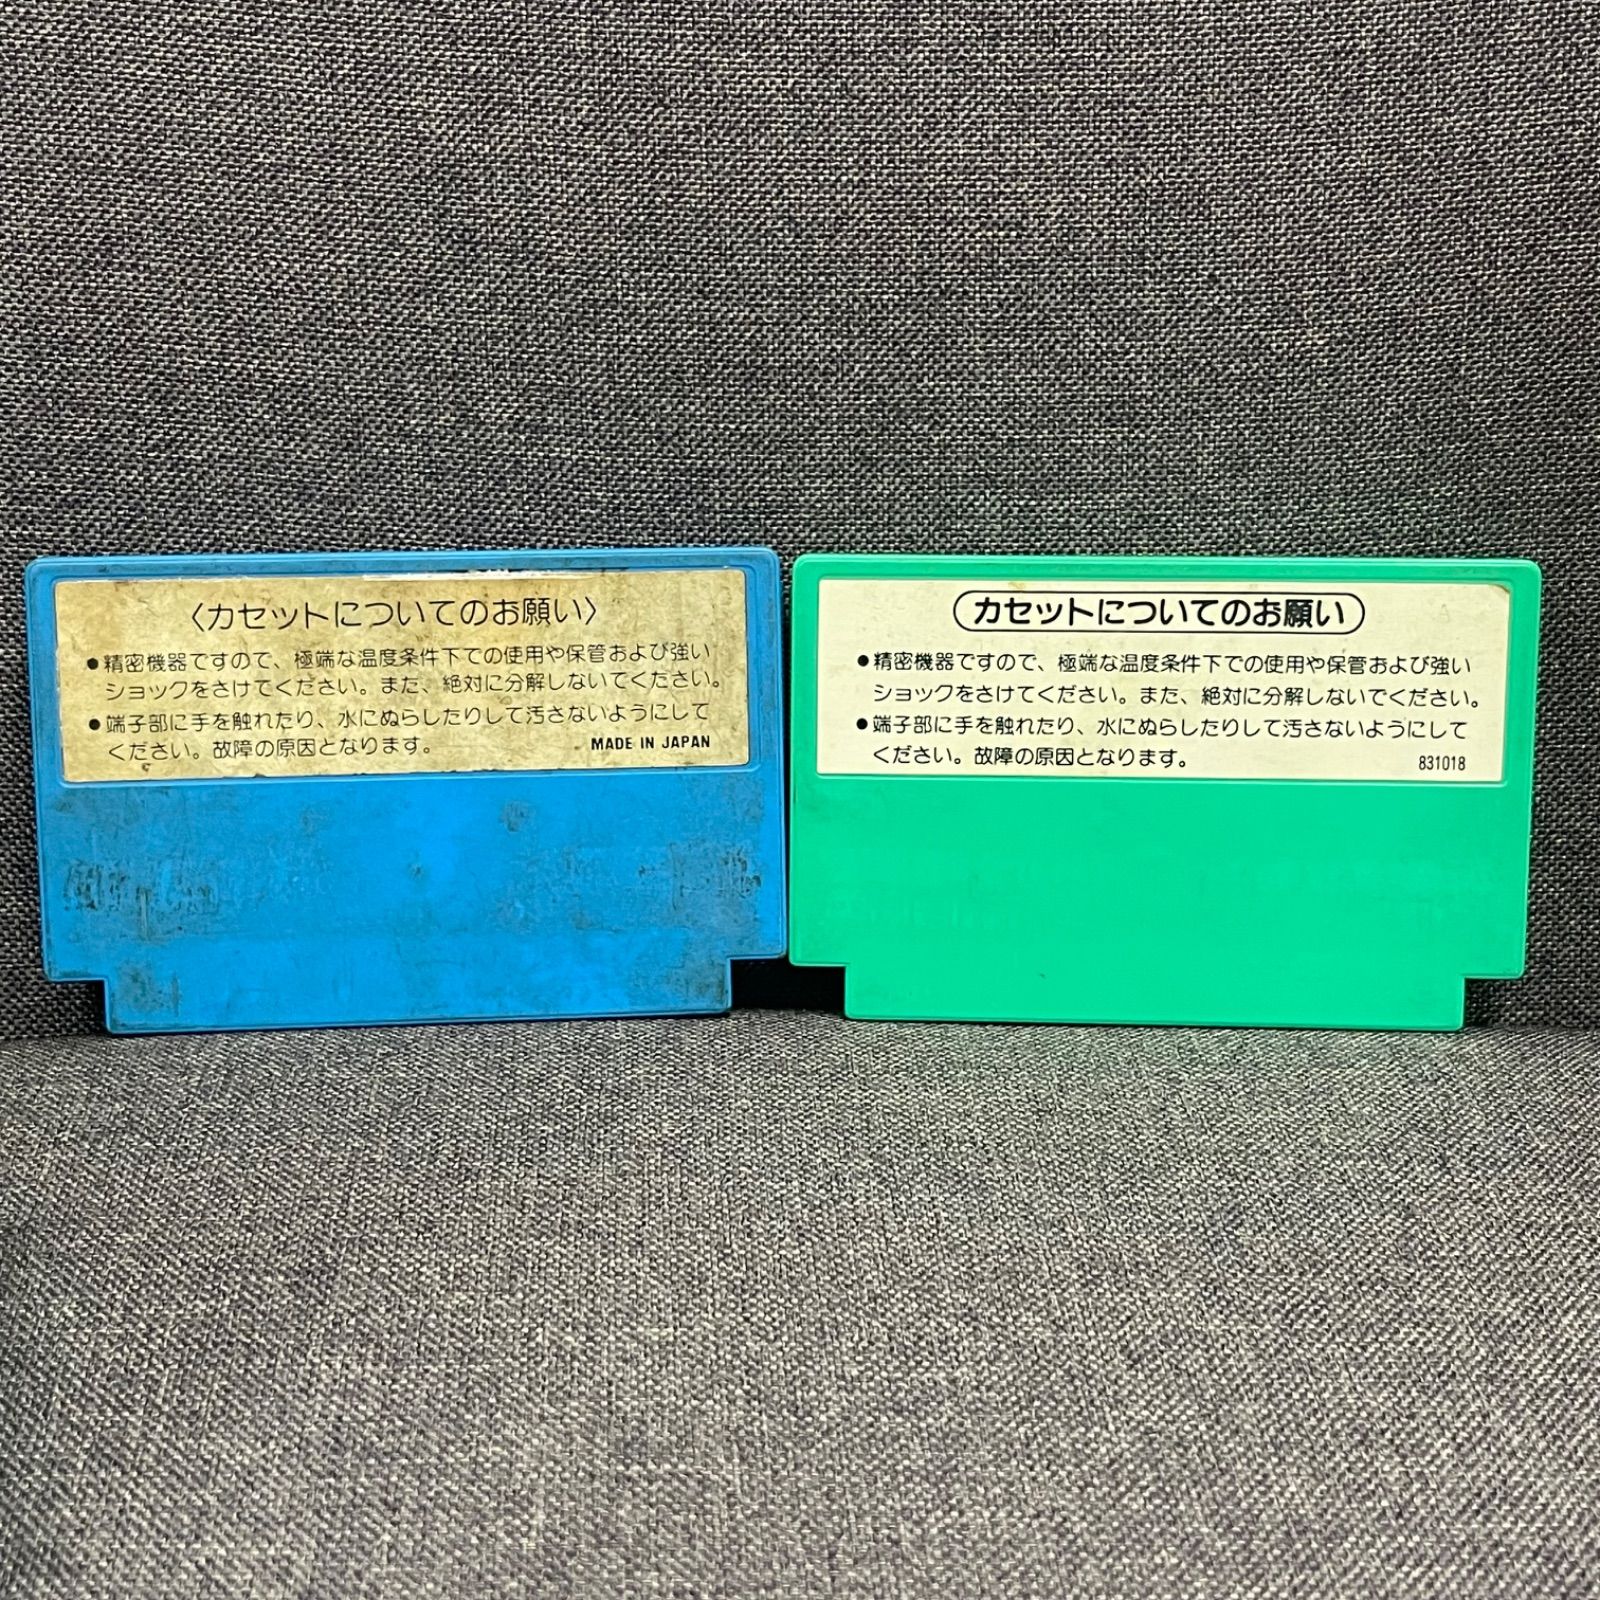 〈カセットについてのお願い〉
●精密機器ですので、極端な温度条件下での使用や保管および強い
ショックをさけてください。また、絶対に分解しないでください。
●端子部に手を触れたり、水にぬらしたりして汚さないようにして
ください。故障の原因となります。
MADE IN JAPAN
カセットについてのお願い
●精密機器ですので、極端な温度条件下での使用や保管および強い
ショックをさけてください。また、絶対に分解しないでください。
●端子部に手を触れたり、水にぬらしたりして汚さないようにして
ください。故障の原因となります。
831018